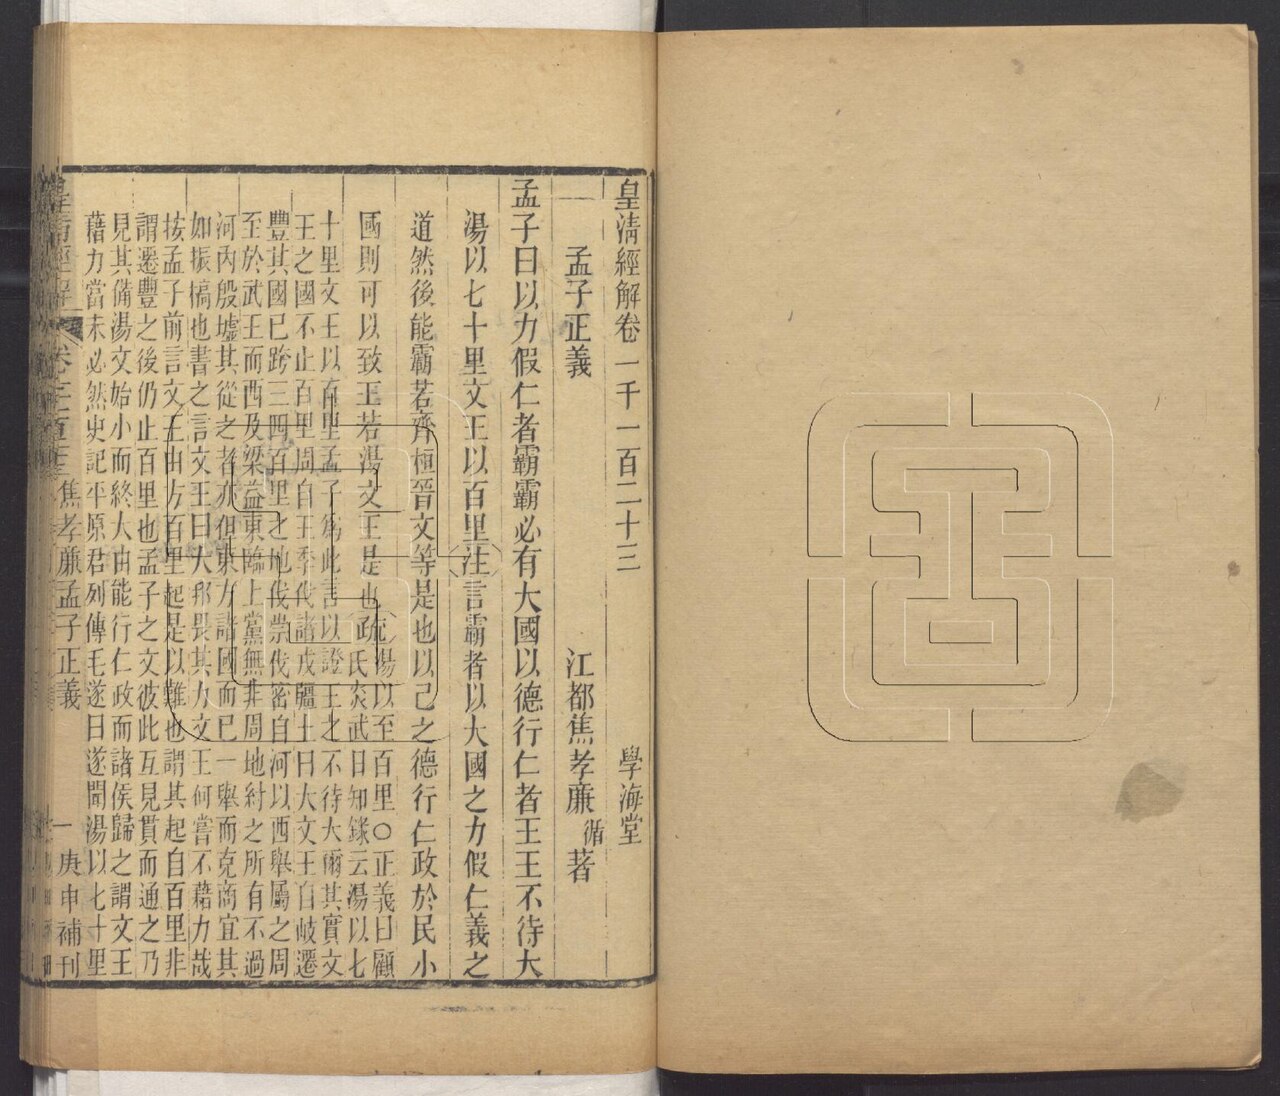 皇清經解卷一千一百二十三
學海堂
孟子正義
江都焦孝廉循著
孟子曰以力假仁者霸霸必有大國以德行仁者王王不待大
湯以七十里文王以百里注言霸者以大國之力假仁義之
道然後能霸若齊桓晉文等是也以己之德行仁政於民小
國則可以致王若湯文王是也疏
湯以至百里〇正義曰顧
氏炎武日知錄云湯以七
十里文王以百里孟子爲此言以證王之不待大爾其實文
王之國不止百里周自王季伐諸戎疆土日大文王自岐遷
豐其國已跨三四百里之地伐崇伐密自河以西舉屬之周
至於武王而西及梁益東臨上黨無非周地紂之所有不過
河內殷墟其從之者亦但東方諸國而已一舉而克商宜其
如振槁也書之言文王曰大邦畏其力文王何嘗不藉力哉
按孟子前言文王由方百里起是以難也謂其起自百里非
謂遷豐之後仍止百里也孟子之文彼此互見貫而通之乃
見其備湯文始小而終大由能行仁政而諸侯歸之謂文王
藉力當未必然史記平原君列傳毛遂曰遂聞湯以七十里
皇清經解
焦孝廉孟子正義
一
庚申補刊